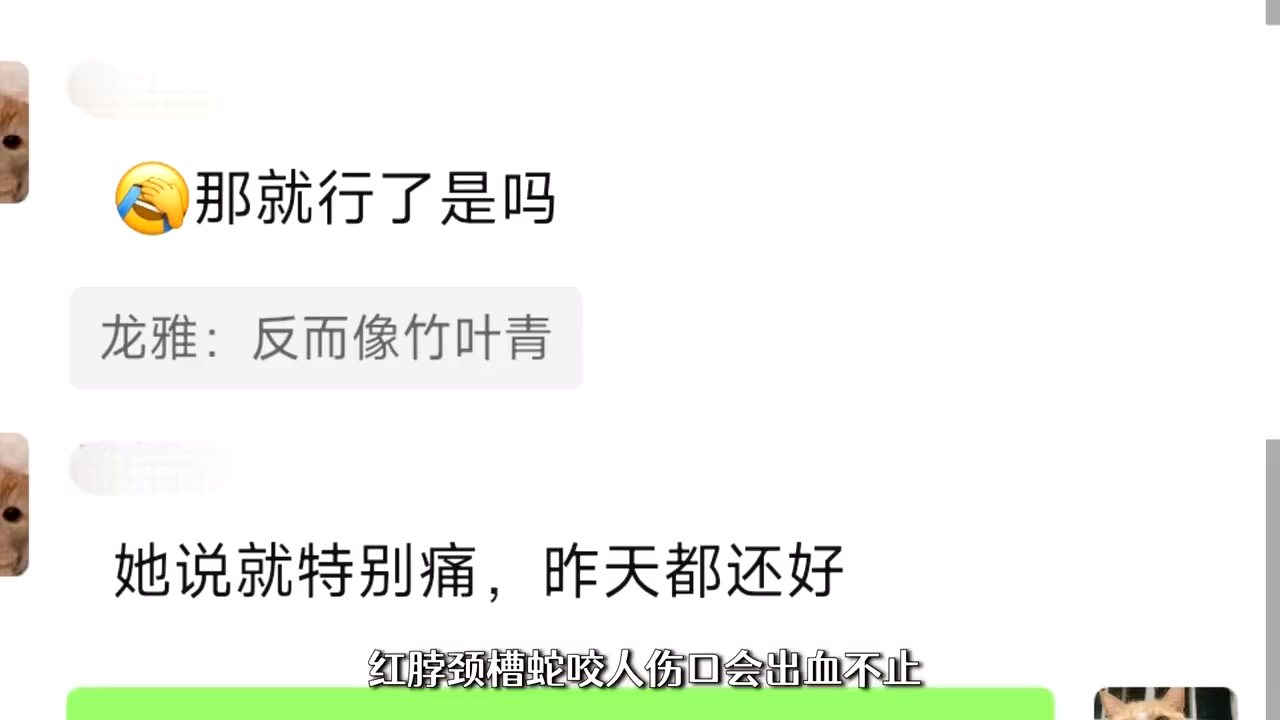 🤣那就行了是吗
龙雅：反而像竹叶青
她说就特别痛，昨天都还好
红脖颈槽蛇咬人伤口会出血不止